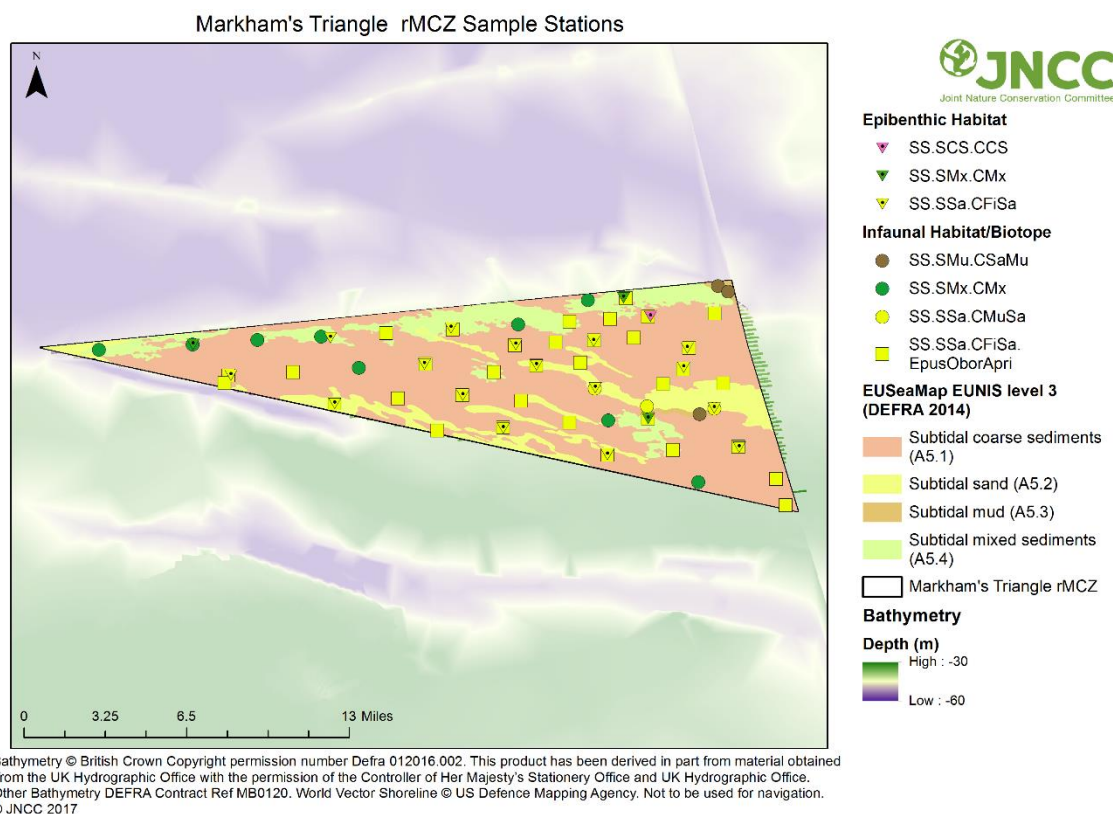 Markham's Triangle rMCZ Sample Stations
N
JNCC
Joint Nature Conservation Committee
Epibenthic Habitat
SS.SCS.CCS
SS.SMx.CMx
SS.SSa.CFiSa
Infaunal Habitat/Biotope
SS.SMu.CSaMu
SS.SMx.CMx
SS.SSa.CMuSa
SS.SSa.CFiSa.
EpusOborApri
EUSeaMap EUNIS level 3
(DEFRA 2014)
Subtidal coarse sediments
(A5.1)
Subtidal sand (A5.2)
Subtidal mud (A5.3)
Subtidal mixed sediments
(A5.4)
Markham's Triangle rMCZ
Bathymetry
Depth (m)
High : -30
Low : -60
0 3.25 6.5 13 Miles
Bathymetry © British Crown Copyright permission number Defra 012016.002. This product has been derived in part from material obtained
from the UK Hydrographic Office with the permission of the Controller of Her Majesty's Stationery Office and UK Hydrographic Office.
Other Bathymetry DEFRA Contract Ref MB0120. World Vector Shoreline © US Defence Mapping Agency. Not to be used for navigation.
© JNCC 2017